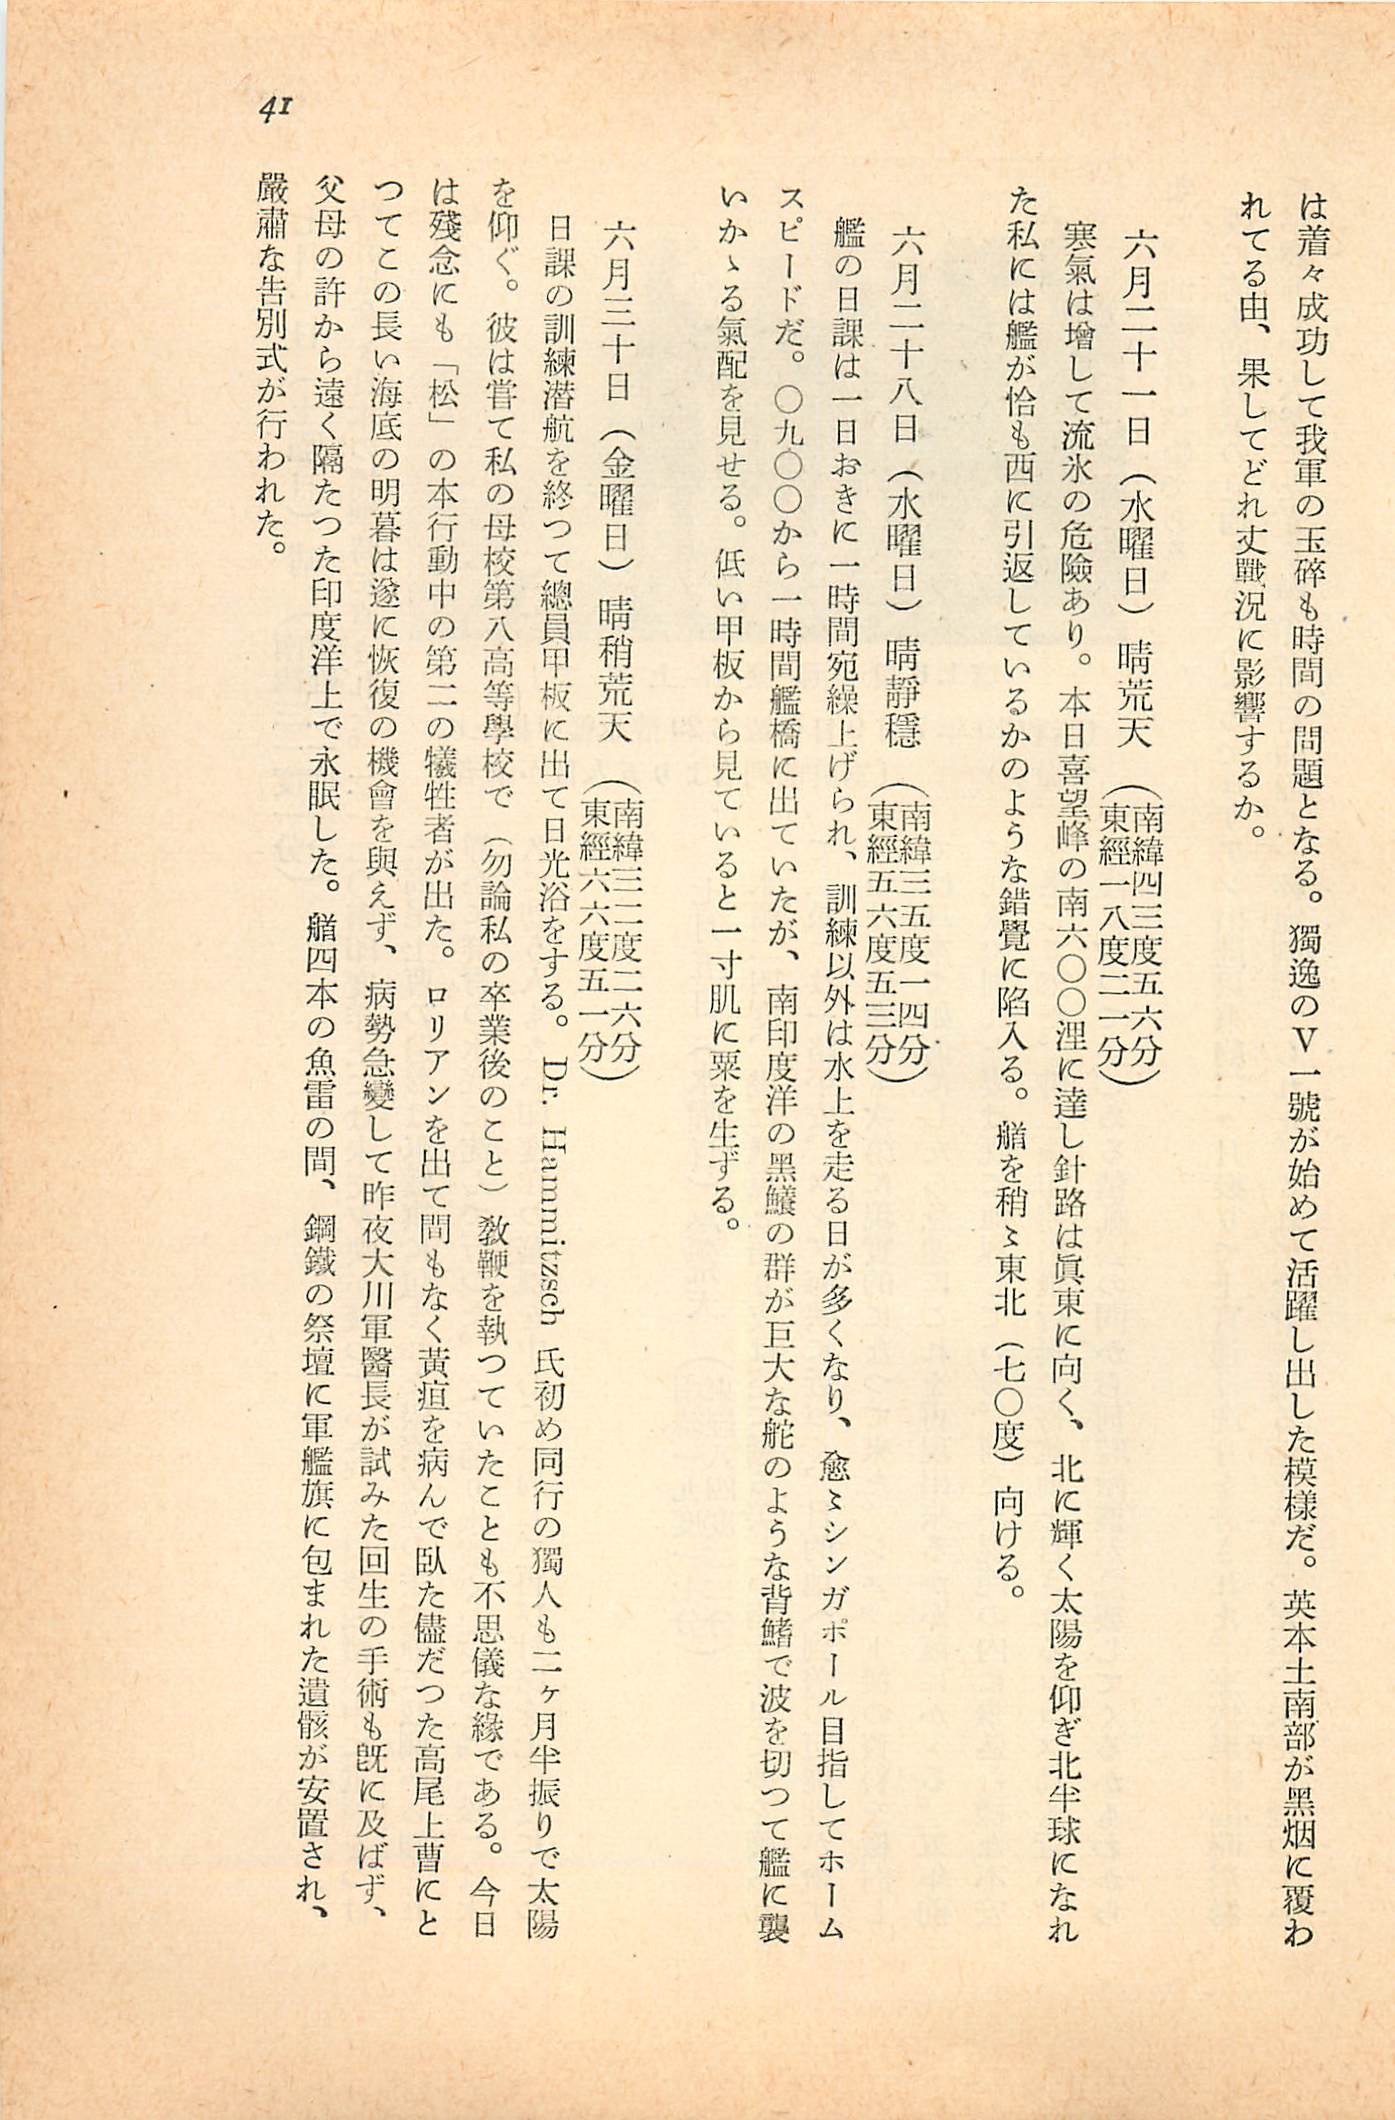 41
は着々成功して我軍の玉碎も時間の問題となる。獨逸のV一號が始めて活躍し出した模様だ。英本土南部が黑烟に覆わ
れてる由、果してどれ丈戰況に影響するか。
六月二十一日（水曜日）晴荒天（南緯四三度五六分）
（東經一八度二一分）
寒氣は增して流氷の危險あり。本日喜望峰の南六〇〇浬に達し針路は眞東に向く、北に輝く太陽を仰ぎ北半球になれ
た私には艦が恰も西に引返しているかのような錯覺に陷入る。艏を稍〻東北（七〇度）向ける。
六月二十八日（水曜日）晴靜穩（南緯三五度一四分）
（東經五六度五三分）
艦の日課は一日おきに一時間宛繰上げられ、訓練以外は水上を走る日が多くなり、愈〻シンガポール目指してホーム
スピードだ。〇九〇〇から一時間艦橋に出ていたが、南印度洋の黑鱶の群が巨大な舵のような背鰭で波を切つて艦に襲
いかゝる氣配を見せる。低い甲板から見ていると一寸肌に粟を生ずる。
六月三十日（金曜日）晴稍荒天（南緯三二度二六分）
（東經六六度五一分）
日課の訓練潜航を終つて總員甲板に出て日光浴をする。Dr. Hammitzsch 氏初め同行の獨人も二ヶ月半振りで太陽
を仰ぐ。彼は嘗て私の母校第八高等學校で（勿論私の卒業後のこと）敎鞭を執つていたことも不思儀な緣である。今日
は殘念にも「松」の本行動中の第二の犧牲者が出た。ロリアンを出て間もなく黃疸を病んで臥た儘だつた高尾上曹にと
つてこの長い海底の明暮は遂に恢復の機會を與えず、病勢急變して昨夜大川軍醫長が試みた回生の手術も旣に及ばず、
父母の許から遠く隔たつた印度洋上で永眠した。艏四本の魚雷の間、鋼鐵の祭壇に軍艦旗に包まれた遺骸が安置され、
嚴肅な告別式が行われた。